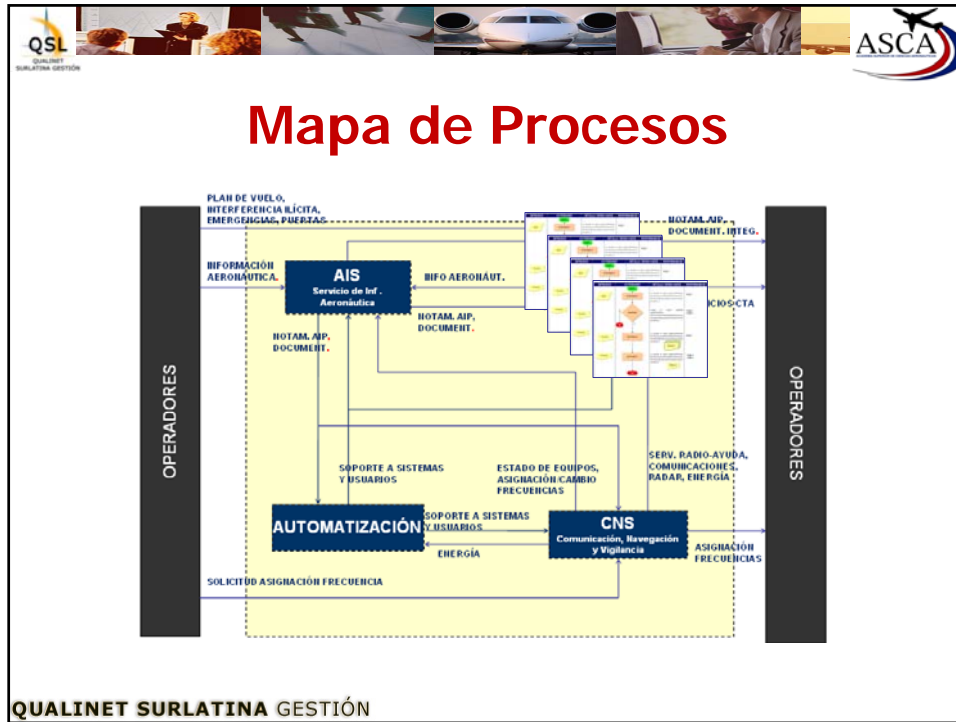 QSL
QUALINET
SURLATINA GESTIÓN
ASCA
Mapa de Procesos
PLAN DE VUELO,
INTERFERENCIA ILÍCITA,
EMERGENCIAS, PUERTAS
NOTAM. AIP,
DOCUMENT. INTEG.
INFORMACIÓN
AERONÁUTICA.
AIS
Servicio de Inf.
Aeronáutica
INFO AERONÁUT.
ICIOS CTA
NOTAM. AIP,
DOCUMENT.
NOTAM. AIP,
DOCUMENT.
OPERADORES
OPERADORES
SOPORTE A SISTEMAS
Y USUARIOS
ESTADO DE EQUIPOS,
ASIGNACIÓN/CAMBIO
FRECUENCIAS
SERV. RADIO-AYUDA,
COMUNICACIONES,
RADAR, ENERGÍA
AUTOMATIZACIÓN
SOPORTE A SISTEMAS
Y USUARIOS
ENERGÍA
CNS
Comunicación, Navegación
y Vigilancia
ASIGNACIÓN
FRECUENCIAS
SOLICITUD ASIGNACIÓN FRECUENCIA
QUALINET SURLATINA GESTIÓN